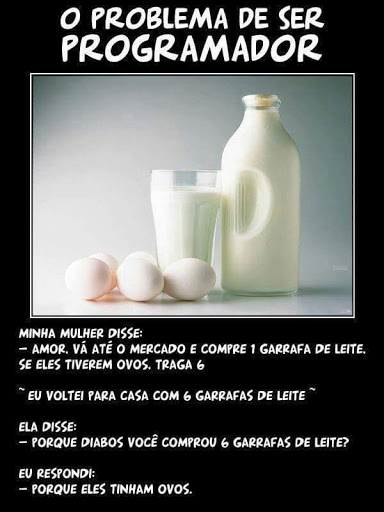 O PROBLEMA DE SER
PROGRAMADOR
MINHA MULHER DISSE:
- AMOR, VÁ ATÉ O MERCADO E COMPRE 1 GARRAFA DE LEITE.
SE ELES TIVEREM OVOS, TRAGA 6
~ EU VOLTEI PARA CASA COM 6 GARRAFAS DE LEITE ~
ELA DISSE:
- PORQUE DIABOS VOCÊ COMPROU 6 GARRAFAS DE LEITE?
EU RESPONDI:
- PORQUE ELES TINHAM OVOS.